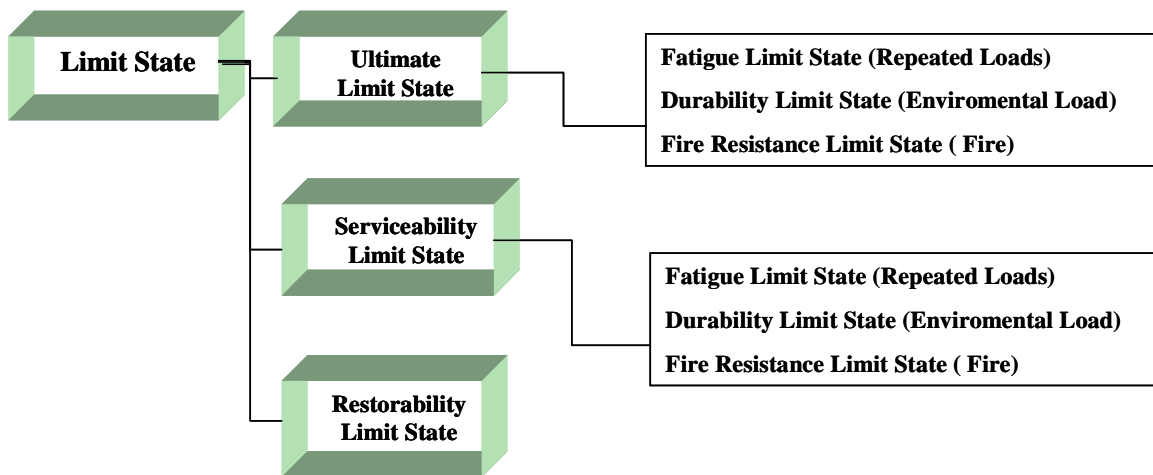 Limit State
Ultimate
Limit State
Fatigue Limit State (Repeated Loads)
Durability Limit State (Enviromental Load)
Fire Resistance Limit State ( Fire)
Serviceability
Limit State
Fatigue Limit State (Repeated Loads)
Durability Limit State (Enviromental Load)
Fire Resistance Limit State ( Fire)
Restorability
Limit State